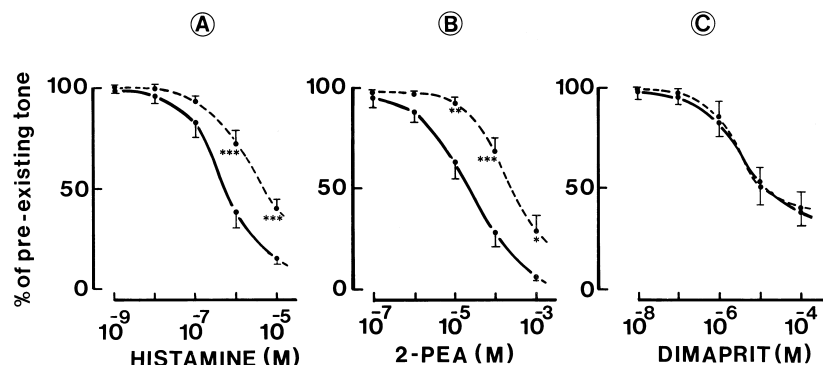 A B C
% of pre-existing tone
100 100 100
50 50 50
0 0 0
** *** *** *** *
10⁻⁹ 10⁻⁷ 10⁻⁵ 10⁻⁷ 10⁻⁵ 10⁻³ 10⁻⁸ 10⁻⁶ 10⁻⁴
HISTAMINE (M) 2-PEA (M) DIMAPRIT (M)